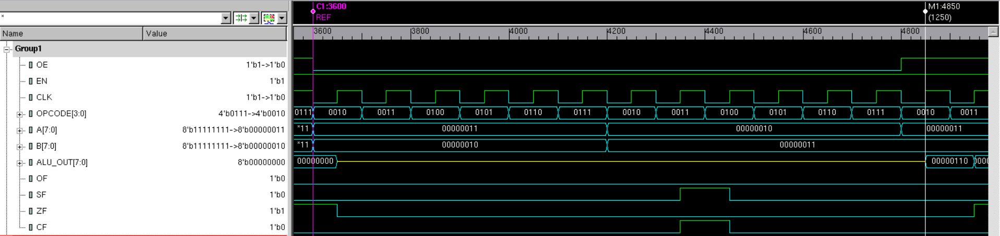 C1:3600
REF
M1:4850
(1250)
*
Name Value
3600 3800 4000 4200 4400 4600 4800
Group1
OE 1'b1->1'b0
EN 1'b1
CLK 1'b1->1'b0
OPCODE[3:0] 4'b0111->4'b0010 0111 0010 0011 0100 0101 0110 0111 0010 0011 0100 0101 0110 0111 0010 0011
A[7:0] 8'b11111111->8'b00000011 *11 00000011 00000010 00000011
B[7:0] 8'b11111111->8'b00000010 *11 00000010 00000011
ALU_OUT[7:0] 8'b00000000 00000000 00000110
OF 1'b0
SF 1'b0
ZF 1'b1
CF 1'b0